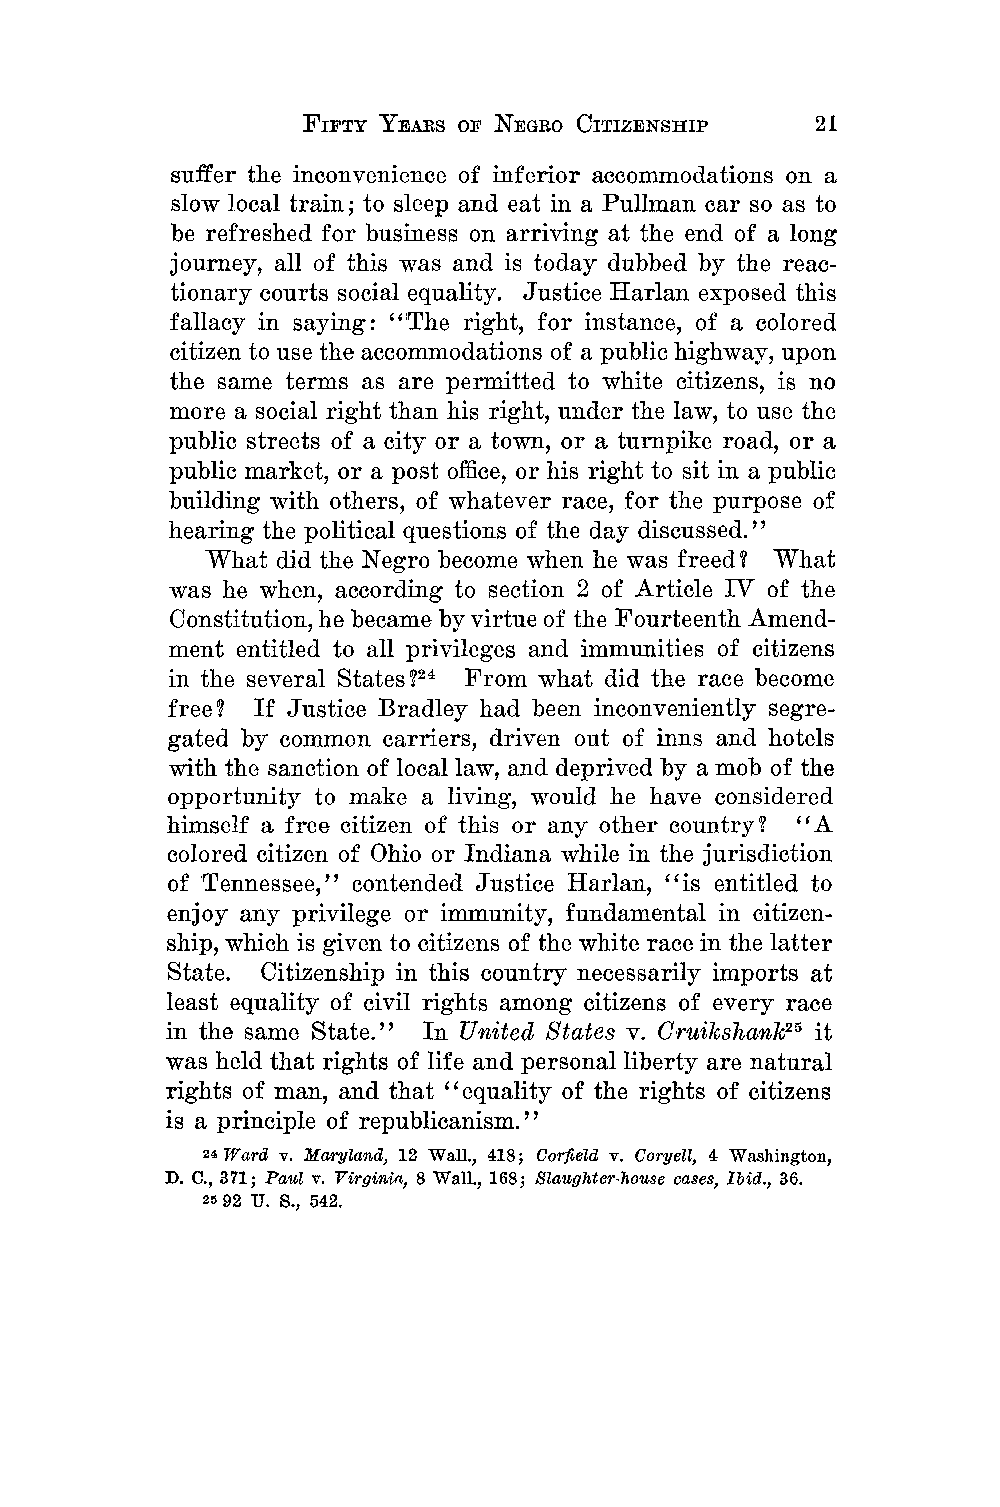 FIFTY YEARS OF NEGRO CITIZENSHIP 21
suffer the inconvenience of inferior accommodations on a
slow local train; to sleep and eat in a Pullman car so as to
be refreshed for business on arriving at the end of a long
journey, all of this was and is today dubbed by the reac-
tionary courts social equality. Justice Harlan exposed this
fallacy in saying: “The right, for instance, of a colored
citizen to use the accommodations of a public highway, upon
the same terms as are permitted to white citizens, is no
more a social right than his right, under the law, to use the
public streets of a city or a town, or a turnpike road, or a
public market, or a post office, or his right to sit in a public
building with others, of whatever race, for the purpose of
hearing the political questions of the day discussed.”
What did the Negro become when he was freed? What
was he when, according to section 2 of Article IV of the
Constitution, he became by virtue of the Fourteenth Amend-
ment entitled to all privileges and immunities of citizens
in the several States?²⁴ From what did the race become
free? If Justice Bradley had been inconveniently segre-
gated by common carriers, driven out of inns and hotels
with the sanction of local law, and deprived by a mob of the
opportunity to make a living, would he have considered
himself a free citizen of this or any other country? “A
colored citizen of Ohio or Indiana while in the jurisdiction
of Tennessee,” contended Justice Harlan, “is entitled to
enjoy any privilege or immunity, fundamental in citizen-
ship, which is given to citizens of the white race in the latter
State. Citizenship in this country necessarily imports at
least equality of civil rights among citizens of every race
in the same State.” In United States v. Cruikshank²⁵ it
was held that rights of life and personal liberty are natural
rights of man, and that “equality of the rights of citizens
is a principle of republicanism.”
²⁴ Ward v. Maryland, 12 Wall., 418; Corfield v. Coryell, 4 Washington,
D. C., 371; Paul v. Virginia, 8 Wall., 168; Slaughter-house cases, Ibid., 36.
²⁵ 92 U. S., 542.